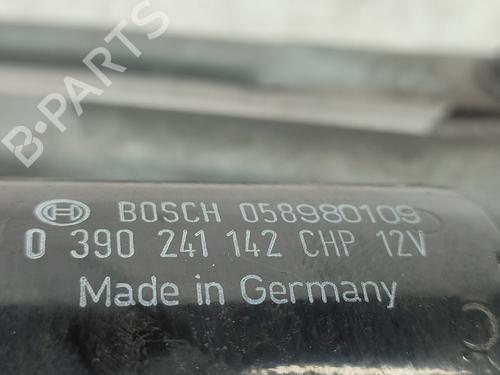 B-PARTS
BOSCH 058980109
0 390 241 142 CHP 12V
Made in Germany